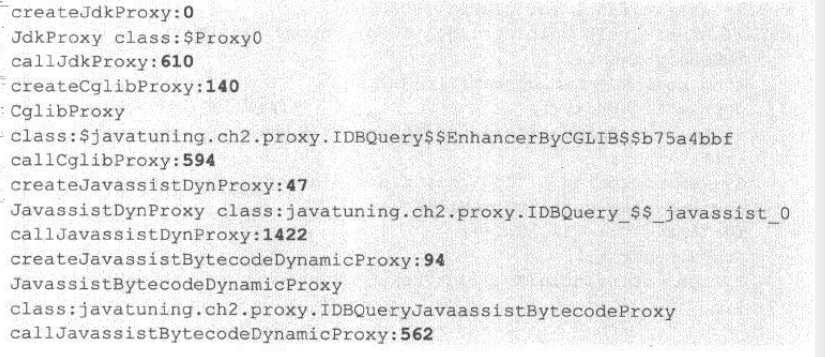 createJdkProxy:0
JdkProxy class:$Proxy0
callJdkProxy:610
createCglibProxy:140
CglibProxy
class:$javatuning.ch2.proxy.IDBQuery$$EnhancerByCGLIB$$b75a4bbf
callCglibProxy:594
createJavassistDynProxy:47
JavassistDynProxy class:javatuning.ch2.proxy.IDBQuery_$$_javassist_0
callJavassistDynProxy:1422
createJavassistBytecodeDynamicProxy:94
JavassistBytecodeDynamicProxy
class:javatuning.ch2.proxy.IDBQueryJavaassistBytecodeProxy
callJavassistBytecodeDynamicProxy:562